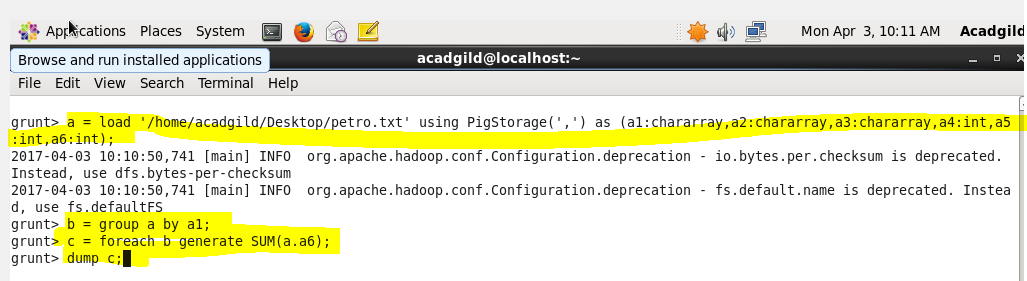 Applications Places System Mon Apr 3, 10:11 AM Acadgild
Browse and run installed applications
acadgild@localhost:~
File Edit View Search Terminal Help
grunt> a = load '/home/acadgild/Desktop/petro.txt' using PigStorage(',') as (a1:chararray,a2:chararray,a3:chararray,a4:int,a5
:int,a6:int);
2017-04-03 10:10:50,741 [main] INFO  org.apache.hadoop.conf.Configuration.deprecation - io.bytes.per.checksum is deprecated.
Instead, use dfs.bytes-per-checksum
2017-04-03 10:10:50,741 [main] INFO  org.apache.hadoop.conf.Configuration.deprecation - fs.default.name is deprecated. Instea
d, use fs.defaultFS
grunt> b = group a by a1;
grunt> c = foreach b generate SUM(a.a6);
grunt> dump c;